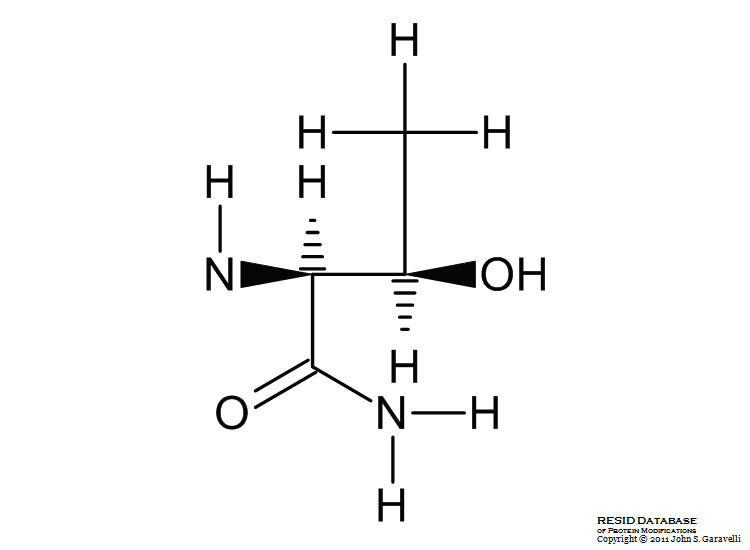 H
H H
H H
N OH
H
O N H
H
RESID DATABASE
OF PROTEIN MODIFICATIONS
Copyright © 2011 John S. Garavelli